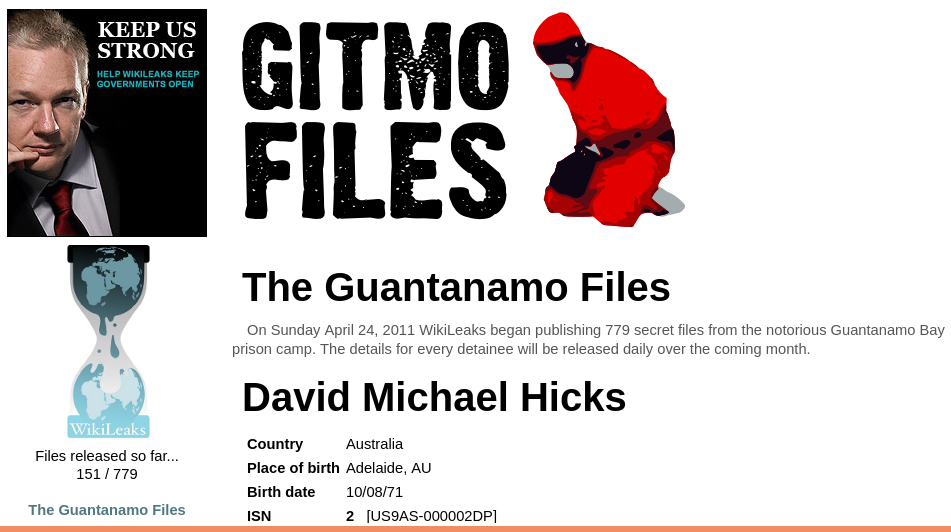 KEEP US
STRONG
HELP WIKILEAKS KEEP
GOVERNMENTS OPEN
WikiLeaks
Files released so far...
151 / 779
The Guantanamo Files
GITMO
FILES
The Guantanamo Files
On Sunday April 24, 2011 WikiLeaks began publishing 779 secret files from the notorious Guantanamo Bay
prison camp. The details for every detainee will be released daily over the coming month.
David Michael Hicks
Country Australia
Place of birth Adelaide, AU
Birth date 10/08/71
ISN 2 [US9AS-000002DP]